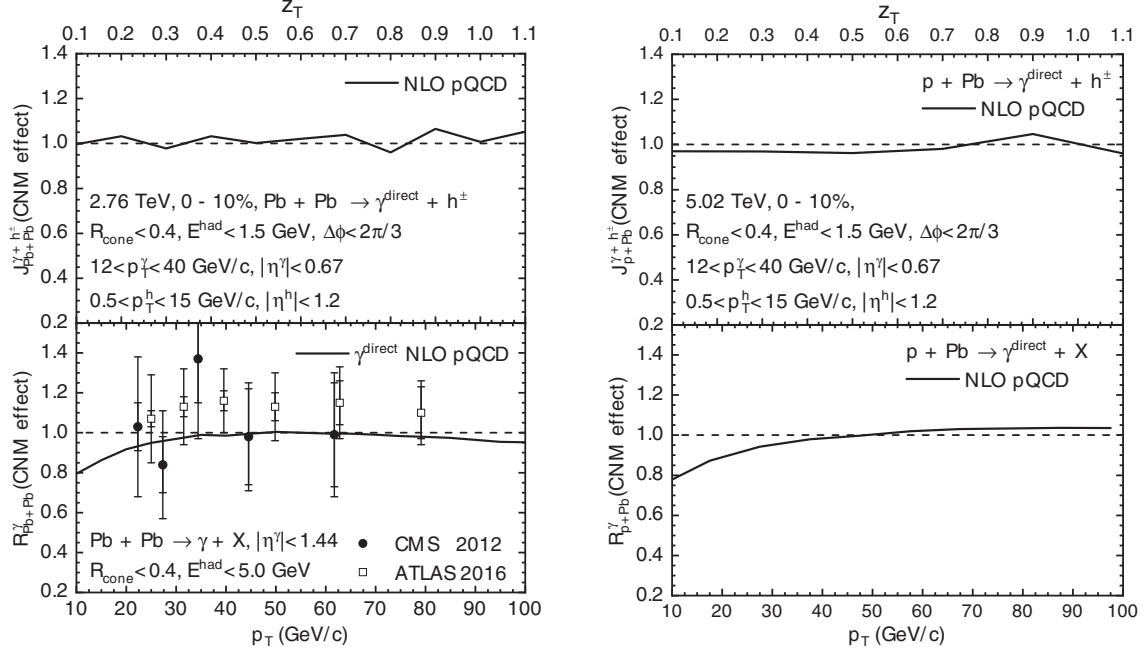 z_T
0.1 0.2 0.3 0.4 0.5 0.6 0.7 0.8 0.9 1.0 1.1
1.4
1.2
1.0
0.8
0.6
0.4
0.2
J^{γ + h^±}_{Pb+Pb} (CNM effect)
NLO pQCD
2.76 TeV, 0 - 10%, Pb + Pb → γ^{direct} + h^±
R_{cone}<0.4, E^{had}<1.5 GeV, Δϕ<2π/3
12<p_T^γ<40 GeV/c, |η^γ|<0.67
0.5<p_T^h<15 GeV/c, |η^h|<1.2
1.4
1.2
1.0
0.8
0.6
0.4
0.2
R^γ_{Pb+Pb} (CNM effect)
γ^{direct} NLO pQCD
Pb + Pb → γ + X, |η^γ|<1.44
R_{cone}<0.4, E^{had}<5.0 GeV
CMS 2012
ATLAS 2016
10 20 30 40 50 60 70 80 90 100
p_T (GeV/c)
z_T
0.1 0.2 0.3 0.4 0.5 0.6 0.7 0.8 0.9 1.0 1.1
1.4
1.2
1.0
0.8
0.6
0.4
0.2
J^{γ + h^±}_{p+Pb} (CNM effect)
p + Pb → γ^{direct} + h^±
NLO pQCD
5.02 TeV, 0 - 10%,
R_{cone}<0.4, E^{had}<1.5 GeV, Δϕ<2π/3
12<p_T^γ<40 GeV/c, |η^γ|<0.67
0.5<p_T^h<15 GeV/c, |η^h|<1.2
1.4
1.2
1.0
0.8
0.6
0.4
0.2
R^γ_{p+Pb} (CNM effect)
p + Pb → γ^{direct} + X
NLO pQCD
10 20 30 40 50 60 70 80 90 100
p_T (GeV/c)